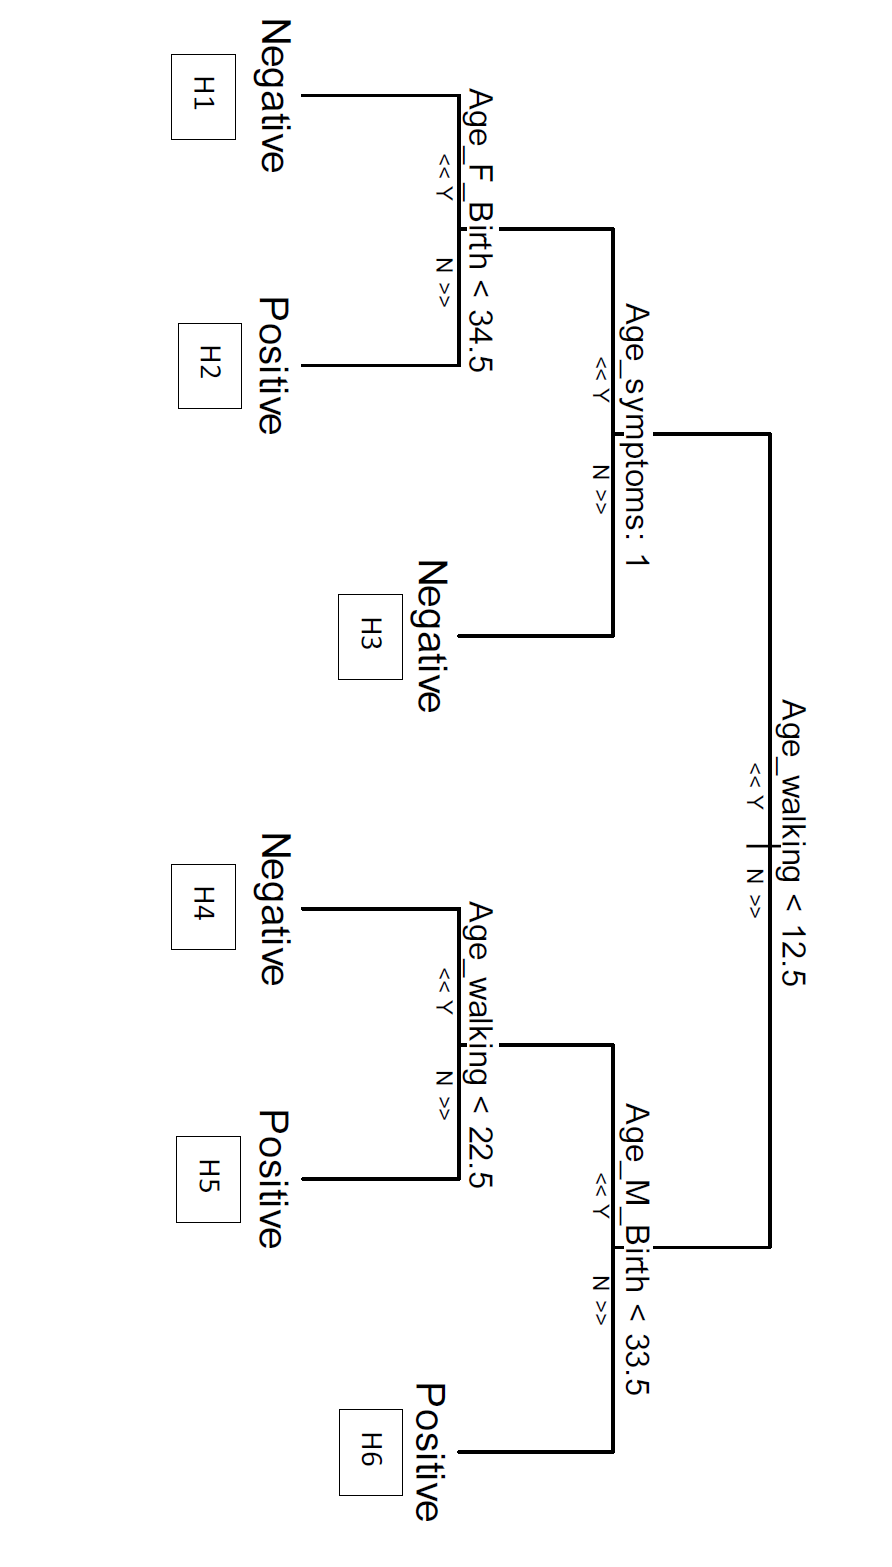 Age_walking < 12.5
<< Y | N >>
Age_symptoms: 1
<< Y N >>
Age_M_Birth < 33.5
<< Y N >>
Age_F_Birth < 34.5
<< Y N >>
Negative
H3
Age_walking < 22.5
<< Y N >>
Positive
H6
Negative
H1
Positive
H2
Negative
H4
Positive
H5